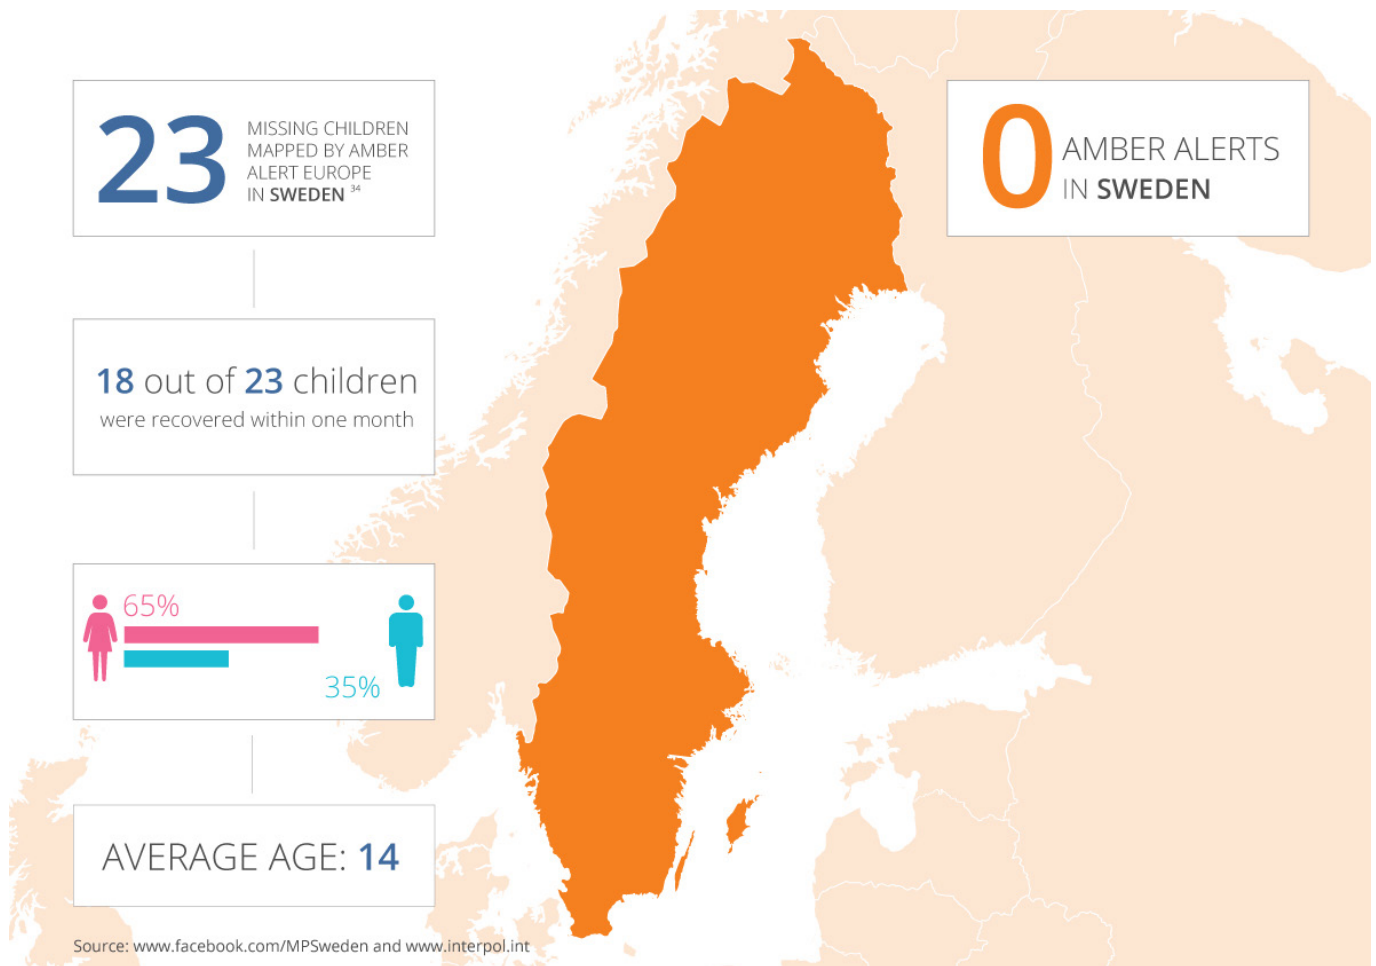 23
MISSING CHILDREN
MAPPED BY AMBER
ALERT EUROPE
IN SWEDEN 34
0
AMBER ALERTS
IN SWEDEN
18 out of 23 children
were recovered within one month
65%
35%
AVERAGE AGE: 14
Source: www.facebook.com/MPSweden and www.interpol.int